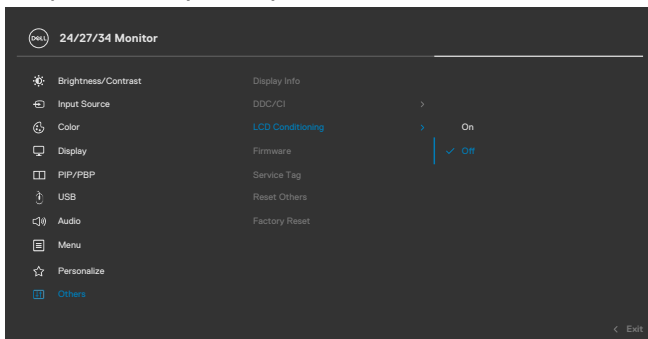 DELL 24/27/34 Monitor
Brightness/Contrast Display Info
Input Source DDC/CI >
Color LCD Conditioning > On
Display Firmware ✓ Off
PIP/PBP Service Tag
USB Reset Others
Audio Factory Reset
Menu
Personalize
Others
< Exit